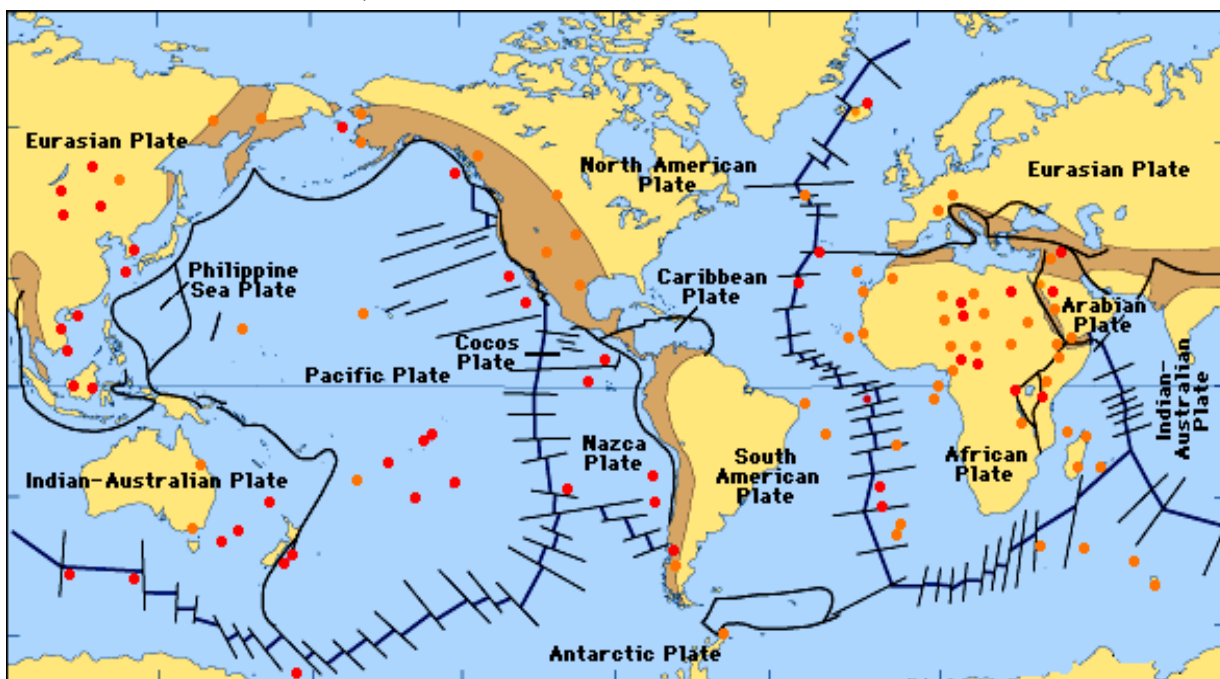 Eurasian Plate
North American
Plate
Eurasian Plate
Philippine
Sea Plate
Caribbean
Plate
Arabian
Plate
Cocos
Plate
Pacific Plate
Indian-
Australian
Plate
Nazca
Plate
South
American
Plate
African
Plate
Indian-Australian Plate
Antarctic Plate